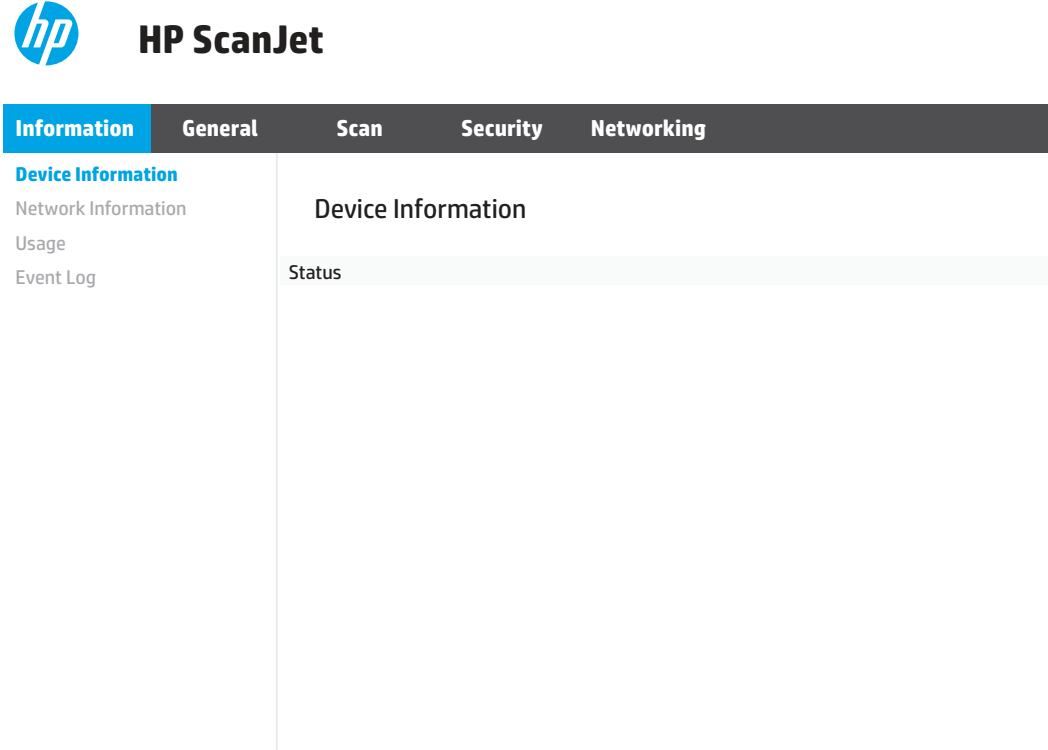 hp
HP ScanJet
Information General Scan Security Networking
Device Information
Network Information
Usage
Event Log
Device Information
Status